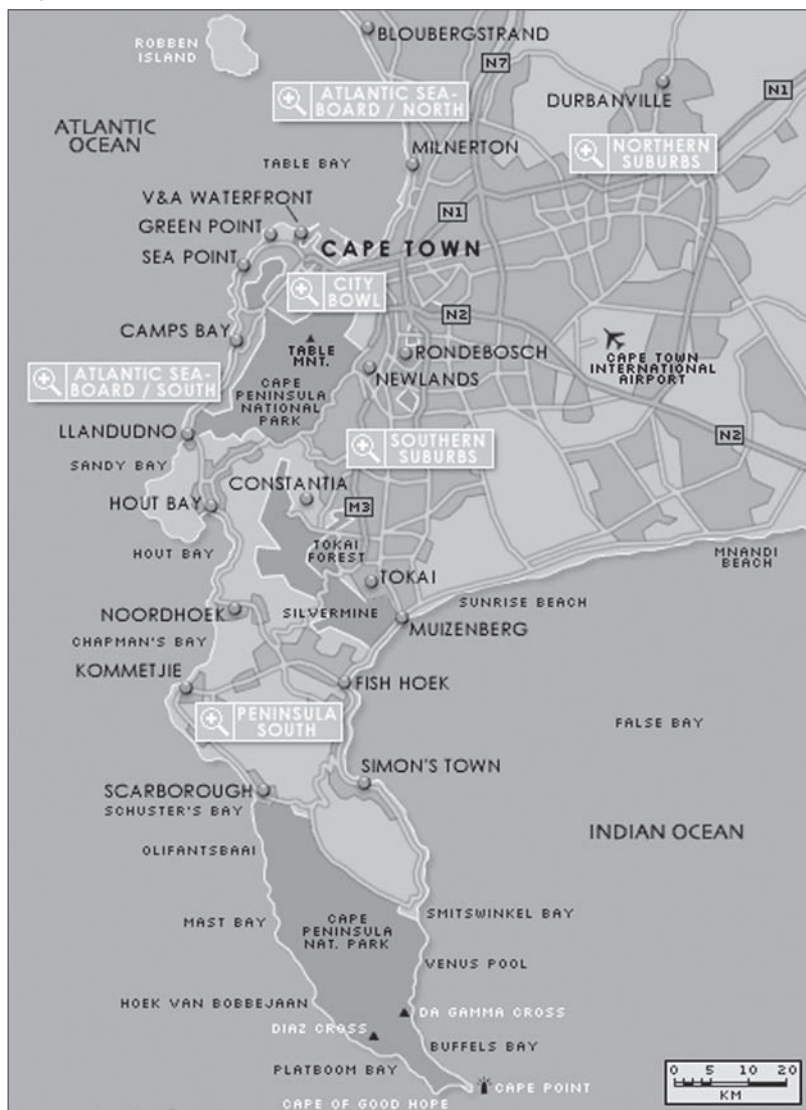 BLOUBERGSTRAND
ROBBEN
ISLAND
N7
DURBANVILLE
N1
ATLANTIC SEA-
BOARD / NORTH
ATLANTIC
OCEAN
MILNERTON
NORTHERN
SUBURBS
TABLE BAY
V&A WATERFRONT
N1
GREEN POINT
CAPE TOWN
SEA POINT
CITY
BOWL
N2
CAMPS BAY
TABLE
MNT.
RONDEBOSCH
CAPE TOWN
INTERNATIONAL
AIRPORT
NEWLANDS
ATLANTIC SEA-
BOARD / SOUTH
CAPE
PENINSULA
NATIONAL
PARK
LLANDUDNO
SOUTHERN
SUBURBS
N2
SANDY BAY
CONSTANTIA
HOUT BAY
M3
HOUT BAY
TOKAI
FOREST
MNANDI
BEACH
TOKAI
SUNRISE BEACH
NOORDHOEK
SILVERMINE
MUIZENBERG
CHAPMAN'S BAY
KOMMETJIE
FISH HOEK
PENINSULA
SOUTH
FALSE BAY
SIMON'S TOWN
SCARBOROUGH
SCHUSTER'S BAY
INDIAN OCEAN
OLIFANTSBAAI
MAST BAY
CAPE
PENINSULA
NAT. PARK
SMITSWINKEL BAY
VENUS POOL
HOEK VAN BOBBEJAAN
DA GAMMA CROSS
DIAZ CROSS
BUFFELS BAY
PLATBOOM BAY
CAPE POINT
CAPE OF GOOD HOPE
0 5 10 20
KM